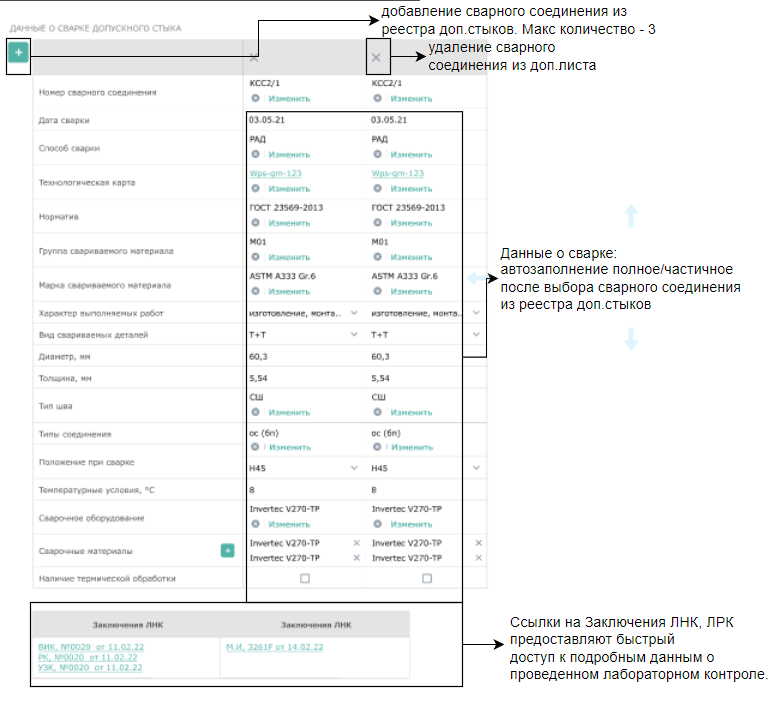 добавление сварного соединения из
реестра доп.стыков. Макс количество - 3
ДАННЫЕ О СВАРКЕ ДОПУСКНОГО СТЫКА
удаление сварного
соединения из доп.листа
Номер сварного соединения КСС2/1 Изменить КСС2/1 Изменить
Дата сварки 03.05.21 03.05.21
Способ сварки РАД Изменить РАД Изменить
Технологическая карта Wps-qm-123 Изменить Wps-qm-123 Изменить
Норматив ГОСТ 23569-2013 Изменить ГОСТ 23569-2013 Изменить
Группа свариваемого материала М01 Изменить М01 Изменить
Марка свариваемого материала ASTM A333 Gr.6 Изменить ASTM A333 Gr.6 Изменить
Характер выполняемых работ изготовление, монта.. изготовление, монта..
Вид свариваемых деталей Т+Т Т+Т
Диаметр, мм 60,3 60,3
Толщина, мм 5,54 5,54
Тип шва СШ Изменить СШ Изменить
Типы соединения ос (бп) Изменить ос (бп) Изменить
Положение при сварке Н45 Н45
Температурные условия, °С 8 8
Сварочное оборудование Invertec V270-TP Изменить Invertec V270-TP Изменить
Сварочные материалы Invertec V270-TP Invertec V270-TP
Invertec V270-TP Invertec V270-TP
Наличие термической обработки
Данные о сварке:
автозаполнение полное/частичное
после выбора сварного соединения
из реестра доп.стыков
Заключения ЛНК Заключения ЛНК
ВИК, №0020 от 11.02.22 М.И, 3261F от 14.02.22
РК, №0020 от 11.02.22
УЗК, №0020 от 11.02.22
Ссылки на Заключения ЛНК, ЛРК
предоставляют быстрый
доступ к подробным данным о
проведенном лабораторном контроле.